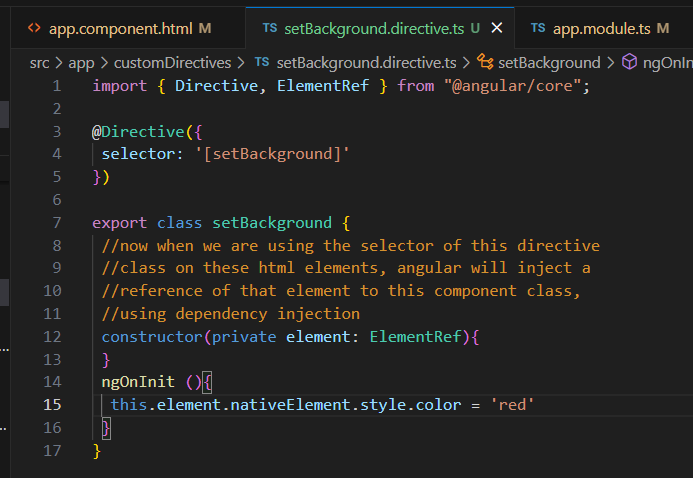 app.component.html M
TS setBackground.directive.ts U
TS app.module.ts M
src > app > customDirectives > TS setBackground.directive.ts > setBackground > ngOnIn
1 import { Directive, ElementRef } from "@angular/core";
2
3 @Directive({
4 selector: '[setBackground]'
5 })
6
7 export class setBackground {
8 //now when we are using the selector of this directive
9 //class on these html elements, angular will inject a
10 //reference of that element to this component class,
11 //using dependency injection
12 constructor(private element: ElementRef){
13 }
14 ngOnInit (){
15 this.element.nativeElement.style.color = 'red'
16 }
17 }